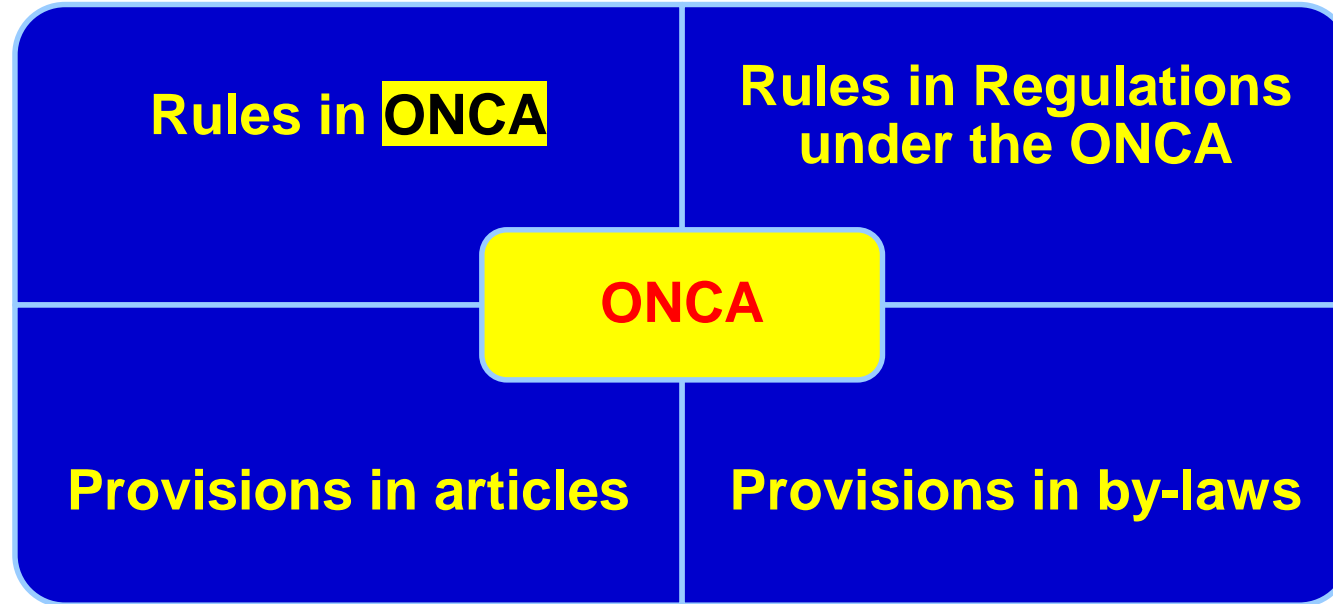 Rules in ONCA
Rules in Regulations
under the ONCA
ONCA
Provisions in articles
Provisions in by-laws